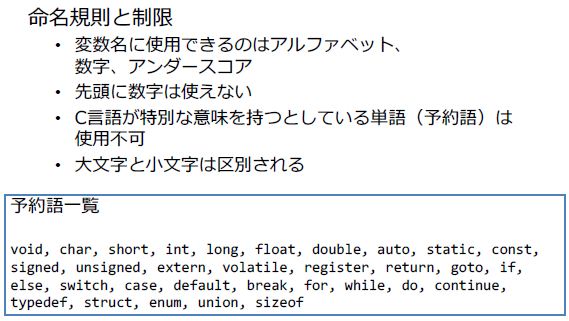 命名規則と制限
• 変数名に使用できるのはアルファベット、
数字、アンダースコア
• 先頭に数字は使えない
• C言語が特別な意味を持つとしている単語（予約語）は
使用不可
• 大文字と小文字は区別される
予約語一覧
void, char, short, int, long, float, double, auto, static, const,
signed, unsigned, extern, volatile, register, return, goto, if,
else, switch, case, default, break, for, while, do, continue,
typedef, struct, enum, union, sizeof